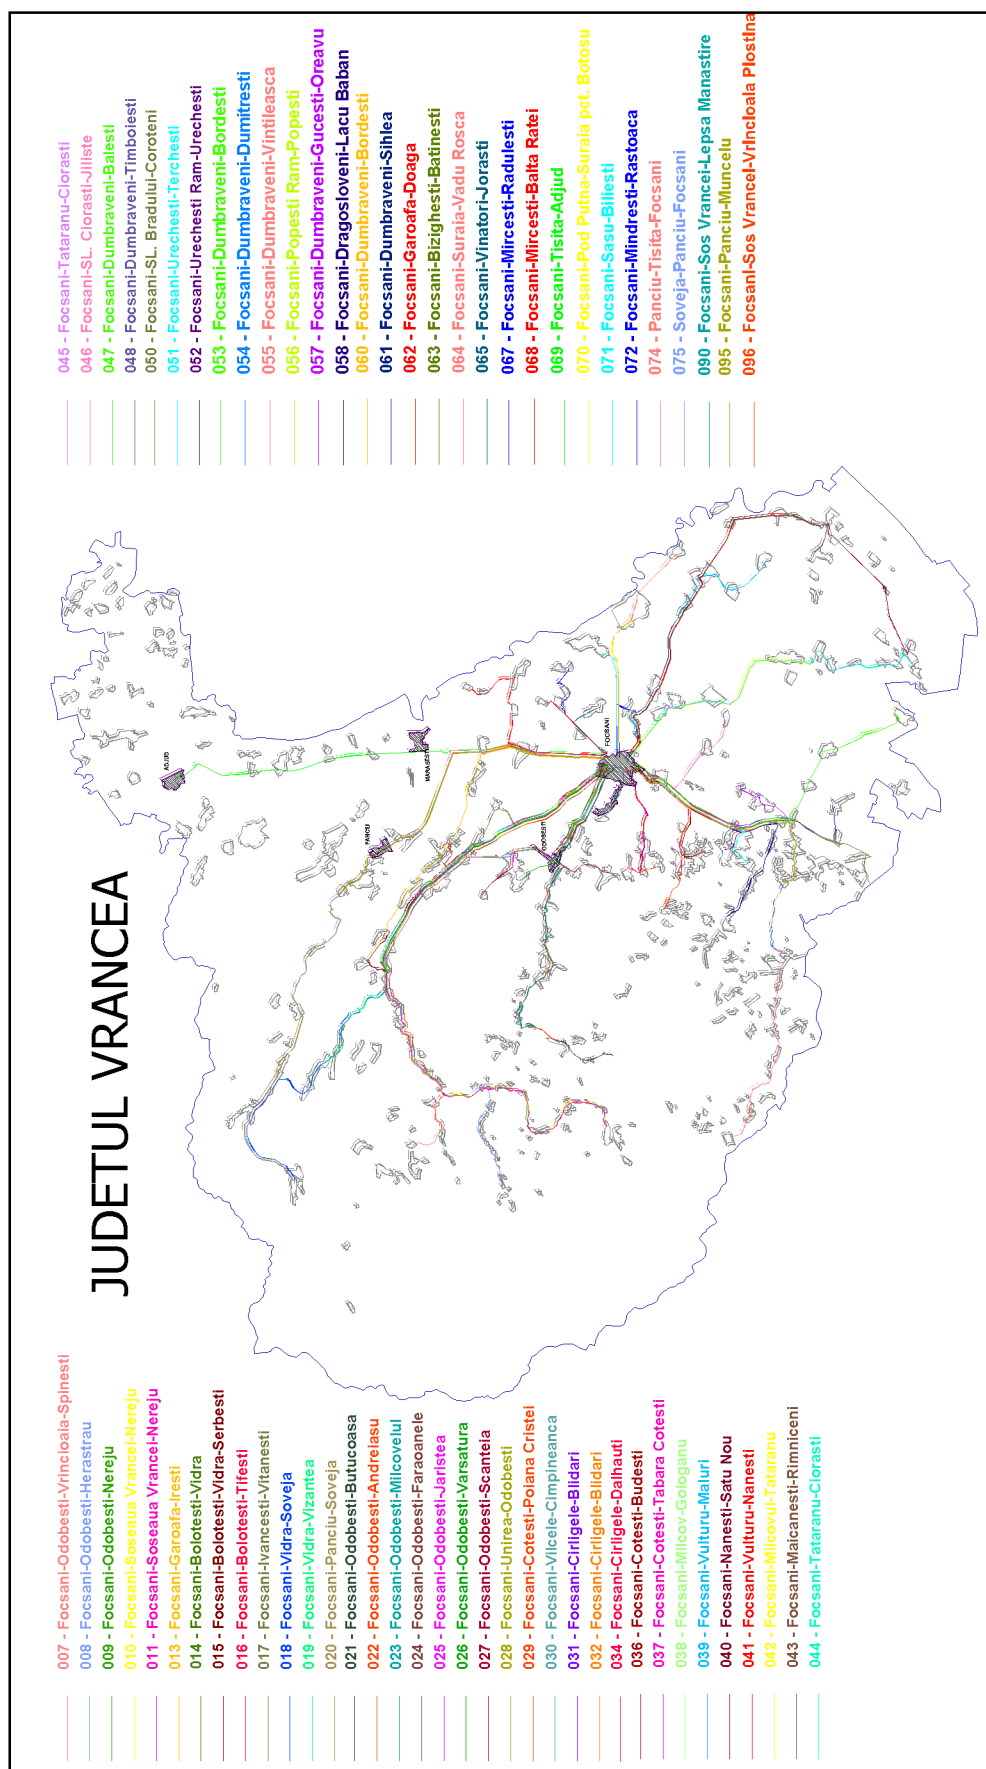 JUDETUL VRANCEA
007 - Focsani-Odobesti-Vrincioaia-Spinesti
008 - Focsani-Odobesti-Herastrau
009 - Focsani-Odobesti-Nereju
010 - Focsani-Soseaua Vrancei-Nereju
011 - Focsani-Soseaua Vrancei-Nereju
013 - Focsani-Garoafa-Iresti
014 - Focsani-Bolotesti-Vidra
015 - Focsani-Bolotesti-Vidra-Serbesti
016 - Focsani-Bolotesti-Tifesti
017 - Focsani-Ivancesti-Vitanesti
018 - Focsani-Vidra-Soveja
019 - Focsani-Vidra-Vizantea
020 - Focsani-Panciu-Soveja
021 - Focsani-Odobesti-Butucoasa
022 - Focsani-Odobesti-Andreiasu
023 - Focsani-Odobesti-Milcovelul
024 - Focsani-Odobesti-Faraoanele
025 - Focsani-Odobesti-Jaristea
026 - Focsani-Odobesti-Varsatura
027 - Focsani-Odobesti-Scanteia
028 - Focsani-Unirea-Odobesti
029 - Focsani-Cotesti-Poiana Cristei
030 - Focsani-Vilcele-Cimpineanca
031 - Focsani-Cirligele-Blidari
032 - Focsani-Cirligele-Blidari
034 - Focsani-Cirligele-Dalhauti
036 - Focsani-Cotesti-Budesti
037 - Focsani-Cotesti-Tabara Cotesti
038 - Focsani-Milcov-Gologanu
039 - Focsani-Vulturu-Maluri
040 - Focsani-Nanesti-Satu Nou
041 - Focsani-Vulturu-Nanesti
042 - Focsani-Milcovul-Tataranu
043 - Focsani-Maicanesti-Rimniceni
044 - Focsani-Tataranu-Ciorasti
045 - Focsani-Tataranu-Ciorasti
046 - Focsani-SL. Ciorasti-Jiliste
047 - Focsani-Dumbraveni-Balesti
048 - Focsani-Dumbraveni-Timboiesti
050 - Focsani-SL. Bradului-Coroteni
051 - Focsani-Urechesti-Terchesti
052 - Focsani-Urechesti Ram-Urechesti
053 - Focsani-Dumbraveni-Bordesti
054 - Focsani-Dumbraveni-Dumitresti
055 - Focsani-Dumbraveni-Vintileasca
056 - Focsani-Popesti Ram-Popesti
057 - Focsani-Dumbraveni-Gucesti-Oreavu
058 - Focsani-Dragosloveni-Lacu Baban
060 - Focsani-Dumbraveni-Bordesti
061 - Focsani-Dumbraveni-Sihlea
062 - Focsani-Garoafa-Doaga
063 - Focsani-Bizighesti-Batinesti
064 - Focsani-Suraia-Vadu Rosca
065 - Focsani-Vinatori-Jorasti
067 - Focsani-Mircesti-Radulesti
068 - Focsani-Mircesti-Balta Ratei
069 - Focsani-Tisita-Adjud
070 - Focsani-Pod Putna-Suraia pct. Botosu
071 - Focsani-Sasu-Biliesti
072 - Focsani-Mindresti-Rastoaca
074 - Panciu-Tisita-Focsani
075 - Soveja-Panciu-Focsani
090 - Focsani-Sos Vrancei-Lepsa Manastire
095 - Focsani-Panciu-Muncelu
096 - Focsani-Sos Vrancei-Vrincioaia Plostina
ADJUD
MARASESTI
PANCIU
ODOBESTI
FOCSANI